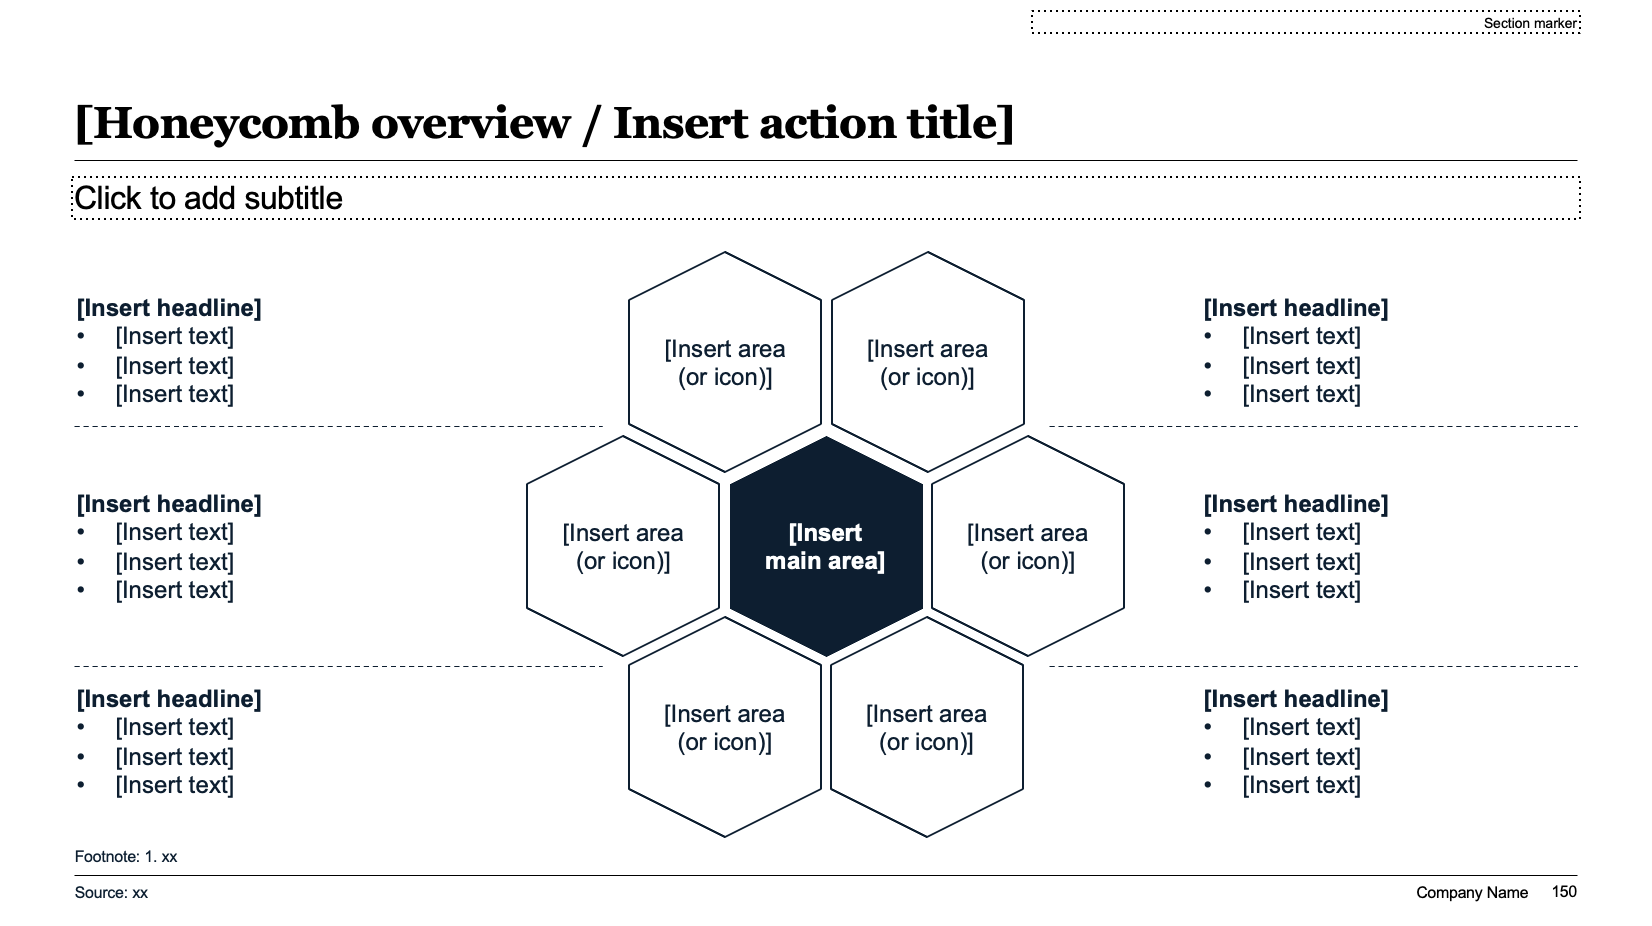 Section marker
[Honeycomb overview / Insert action title]
Click to add subtitle
[Insert headline]
• [Insert text]
• [Insert text]
• [Insert text]
[Insert headline]
• [Insert text]
• [Insert text]
• [Insert text]
[Insert headline]
• [Insert text]
• [Insert text]
• [Insert text]
[Insert area
(or icon)]
[Insert area
(or icon)]
[Insert area
(or icon)]
[Insert
main area]
[Insert area
(or icon)]
[Insert area
(or icon)]
[Insert area
(or icon)]
[Insert headline]
• [Insert text]
• [Insert text]
• [Insert text]
[Insert headline]
• [Insert text]
• [Insert text]
• [Insert text]
[Insert headline]
• [Insert text]
• [Insert text]
• [Insert text]
Footnote: 1. xx
Source: xx
Company Name 150